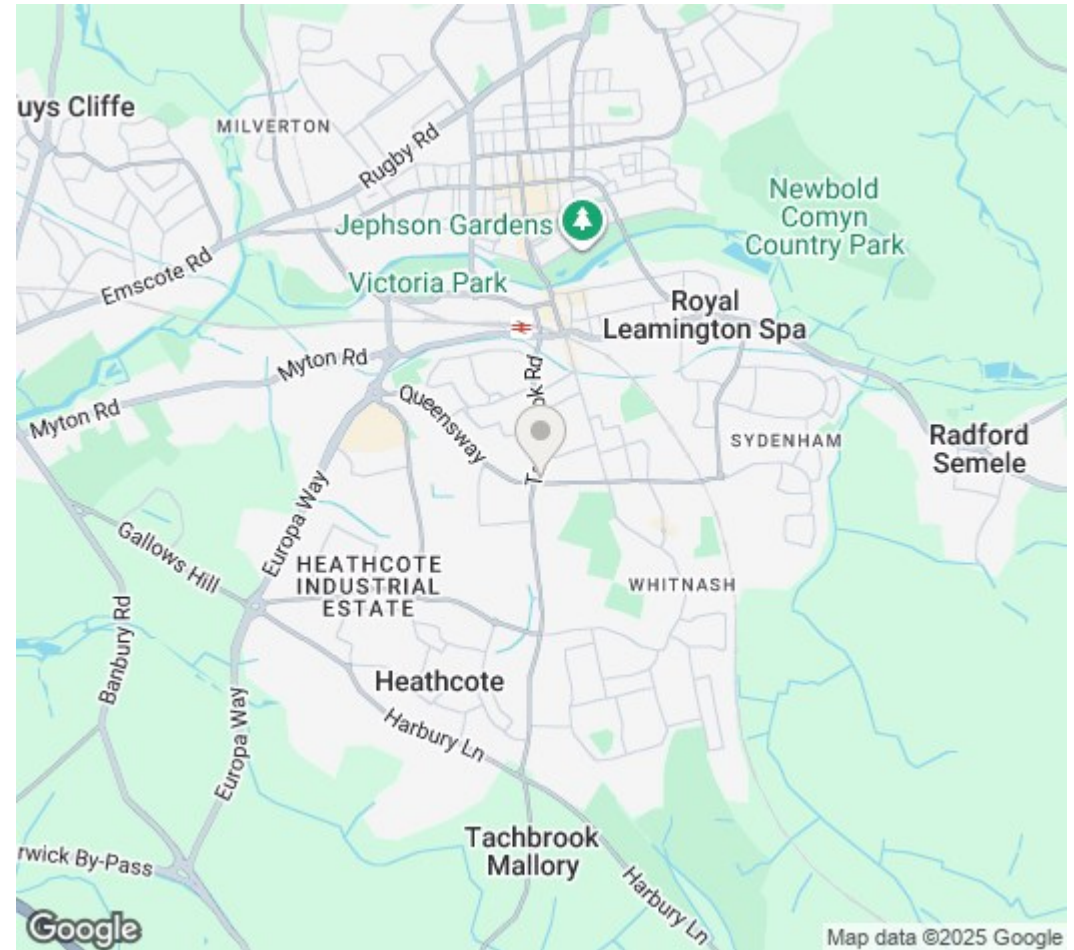 uys Cliffe
MILVERTON
Rugby Rd
Newbold
Comyn
Country Park
Jephson Gardens
Emscote Rd
Victoria Park
Royal
Leamington Spa
Myton Rd
ok Rd
Myton Rd
Queensway
SYDENHAM
Radford
Semele
Europa Way
Gallows Hill
HEATHCOTE
INDUSTRIAL
ESTATE
WHITNASH
Banbury Rd
Heathcote
Europa Way
Harbury Ln
Tachbrook
Mallory
rwick By-Pass
Harbury Ln
Google
Map data ©2025 Google